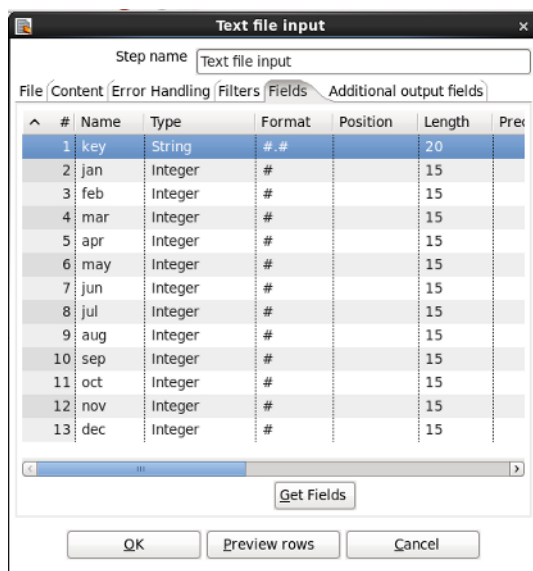 Text file input
Step name Text file input
File Content Error Handling Filters Fields Additional output fields
# Name Type Format Position Length Prec
1 key String #.# 20
2 jan Integer # 15
3 feb Integer # 15
4 mar Integer # 15
5 apr Integer # 15
6 may Integer # 15
7 jun Integer # 15
8 jul Integer # 15
9 aug Integer # 15
10 sep Integer # 15
11 oct Integer # 15
12 nov Integer # 15
13 dec Integer # 15
Get Fields
OK Preview rows Cancel